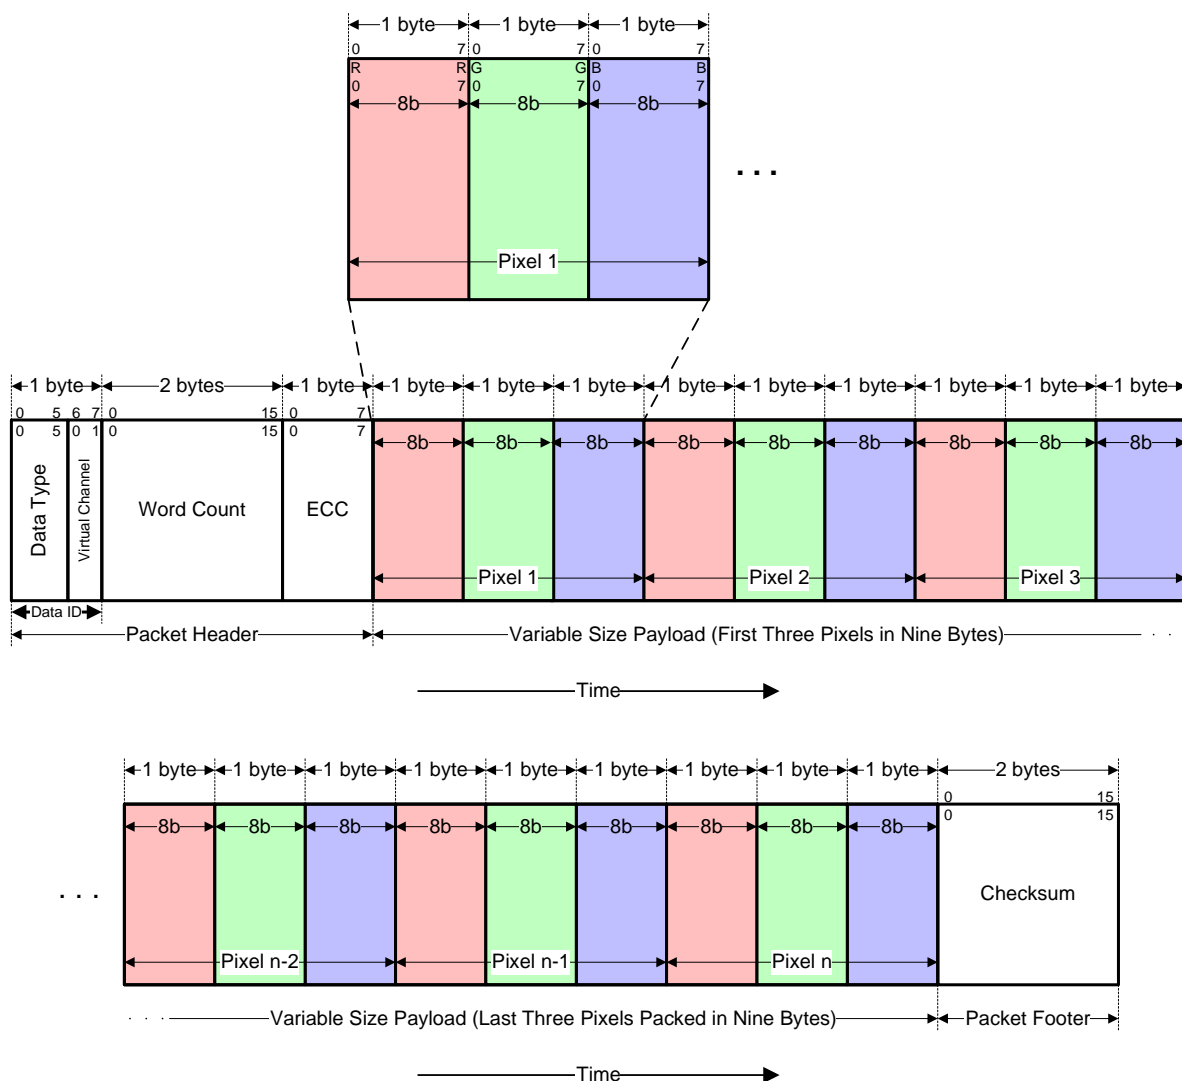 1 byte 1 byte 1 byte
0 7 0 7 0 7
R R G G B B
0 7 0 7 0 7
8b 8b 8b
. . .
Pixel 1
1 byte 2 bytes 1 byte 1 byte 1 byte 1 byte 1 byte 1 byte 1 byte 1 byte 1 byte 1 byte
0 5 6 7 0 15 0 7
0 5 0 1 0 15 0 7
8b 8b 8b 8b 8b 8b 8b 8b 8b
Data Type
Virtual Channel
Word Count
ECC
Pixel 1 Pixel 2 Pixel 3
Data ID
Packet Header
Variable Size Payload (First Three Pixels in Nine Bytes) . .
Time
1 byte 1 byte 1 byte 1 byte 1 byte 1 byte 1 byte 1 byte 1 byte 2 bytes
0 15
0 15
8b 8b 8b 8b 8b 8b 8b 8b 8b
. . .
Checksum
Pixel n-2 Pixel n-1 Pixel n
. . . Variable Size Payload (Last Three Pixels Packed in Nine Bytes) Packet Footer
Time